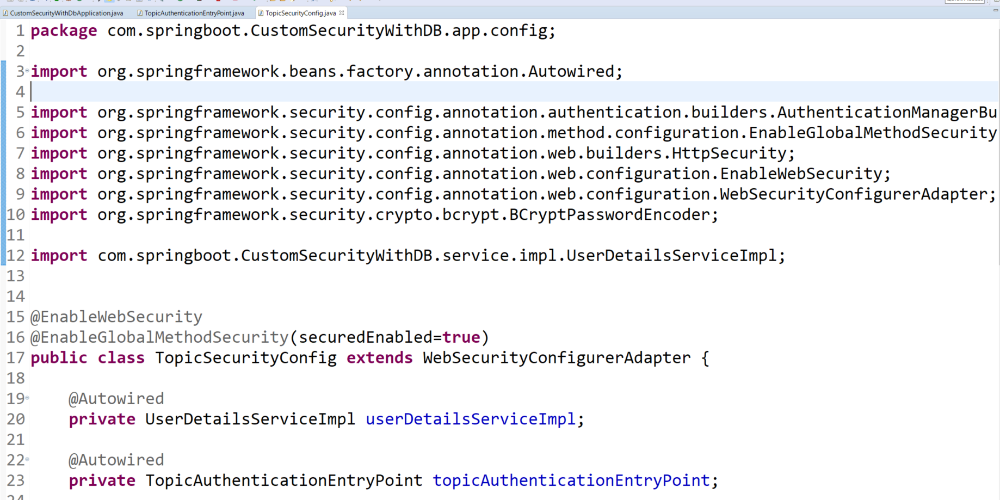 CustomSecurityWithDbApplication.java TopicAuthenticationEntryPoint.java TopicSecurityConfig.java
1 package com.springboot.CustomSecurityWithDB.app.config;
2
3 import org.springframework.beans.factory.annotation.Autowired;
4
5 import org.springframework.security.config.annotation.authentication.builders.AuthenticationManagerBu
6 import org.springframework.security.config.annotation.method.configuration.EnableGlobalMethodSecurity
7 import org.springframework.security.config.annotation.web.builders.HttpSecurity;
8 import org.springframework.security.config.annotation.web.configuration.EnableWebSecurity;
9 import org.springframework.security.config.annotation.web.configuration.WebSecurityConfigurerAdapter;
10 import org.springframework.security.crypto.bcrypt.BCryptPasswordEncoder;
11
12 import com.springboot.CustomSecurityWithDB.service.impl.UserDetailsServiceImpl;
13
14
15 @EnableWebSecurity
16 @EnableGlobalMethodSecurity(securedEnabled=true)
17 public class TopicSecurityConfig extends WebSecurityConfigurerAdapter {
18
19 @Autowired
20 private UserDetailsServiceImpl userDetailsServiceImpl;
21
22 @Autowired
23 private TopicAuthenticationEntryPoint topicAuthenticationEntryPoint;
24